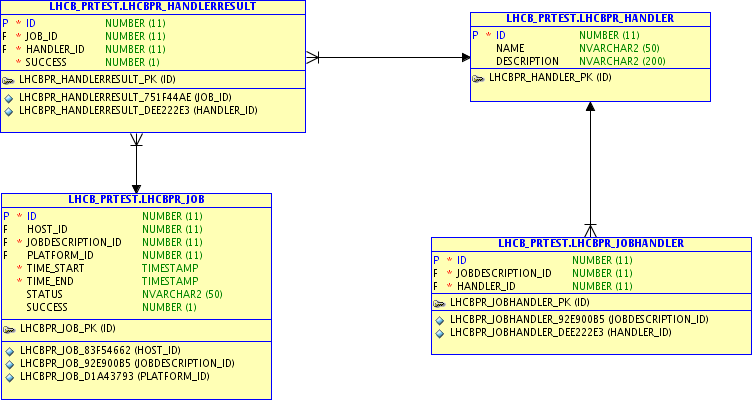 LHCB_PRTEST.LHCBPR_HANDLERRESULT
P * ID NUMBER (11)
F * JOB_ID NUMBER (11)
F * HANDLER_ID NUMBER (11)
* SUCCESS NUMBER (1)
LHCBPR_HANDLERRESULT_PK (ID)
LHCBPR_HANDLERRESULT_751F44AE (JOB_ID)
LHCBPR_HANDLERRESULT_DEE222E3 (HANDLER_ID)
LHCB_PRTEST.LHCBPR_HANDLER
P * ID NUMBER (11)
NAME NVARCHAR2 (50)
DESCRIPTION NVARCHAR2 (200)
LHCBPR_HANDLER_PK (ID)
LHCB_PRTEST.LHCBPR_JOB
P * ID NUMBER (11)
F HOST_ID NUMBER (11)
F * JOBDESCRIPTION_ID NUMBER (11)
F PLATFORM_ID NUMBER (11)
* TIME_START TIMESTAMP
* TIME_END TIMESTAMP
STATUS NVARCHAR2 (50)
SUCCESS NUMBER (1)
LHCBPR_JOB_PK (ID)
LHCBPR_JOB_83F54662 (HOST_ID)
LHCBPR_JOB_92E900B5 (JOBDESCRIPTION_ID)
LHCBPR_JOB_D1A43793 (PLATFORM_ID)
LHCB_PRTEST.LHCBPR_JOBHANDLER
P * ID NUMBER (11)
F * JOBDESCRIPTION_ID NUMBER (11)
F * HANDLER_ID NUMBER (11)
LHCBPR_JOBHANDLER_PK (ID)
LHCBPR_JOBHANDLER_92E900B5 (JOBDESCRIPTION_ID)
LHCBPR_JOBHANDLER_DEE222E3 (HANDLER_ID)